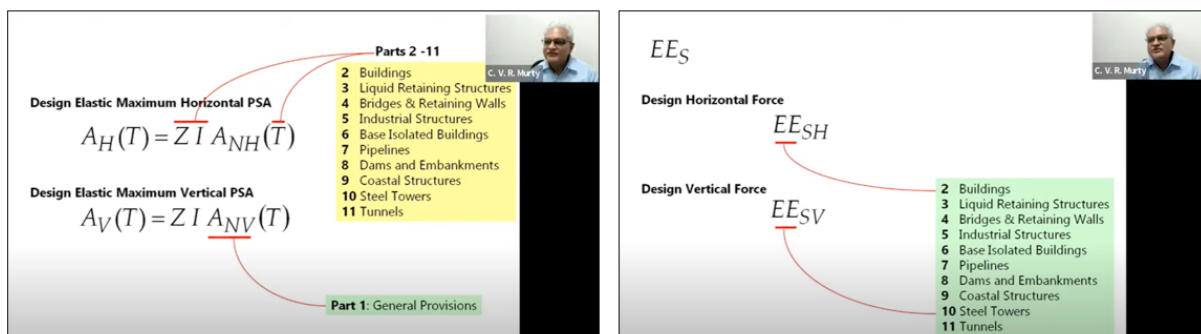 Parts 2 -11
C. V. R. Murty
2 Buildings
3 Liquid Retaining Structures
4 Bridges & Retaining Walls
5 Industrial Structures
6 Base Isolated Buildings
7 Pipelines
8 Dams and Embankments
9 Coastal Structures
10 Steel Towers
11 Tunnels
Design Elastic Maximum Horizontal PSA
A_H(T) = Z I A_NH(T)
Design Elastic Maximum Vertical PSA
A_V(T) = Z I A_NV(T)
Part 1: General Provisions
EE_S
C. V. R. Murty
Design Horizontal Force
EE_SH
Design Vertical Force
EE_SV
2 Buildings
3 Liquid Retaining Structures
4 Bridges & Retaining Walls
5 Industrial Structures
6 Base Isolated Buildings
7 Pipelines
8 Dams and Embankments
9 Coastal Structures
10 Steel Towers
11 Tunnels